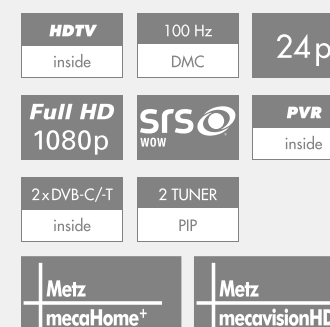 HDTV
inside
100 Hz
DMC
24p
Full HD
1080p
SRS
WOW
PVR
inside
2xDVB-C/-T
inside
2 TUNER
PIP
Metz
mecaHome+
Metz
mecavisionHD